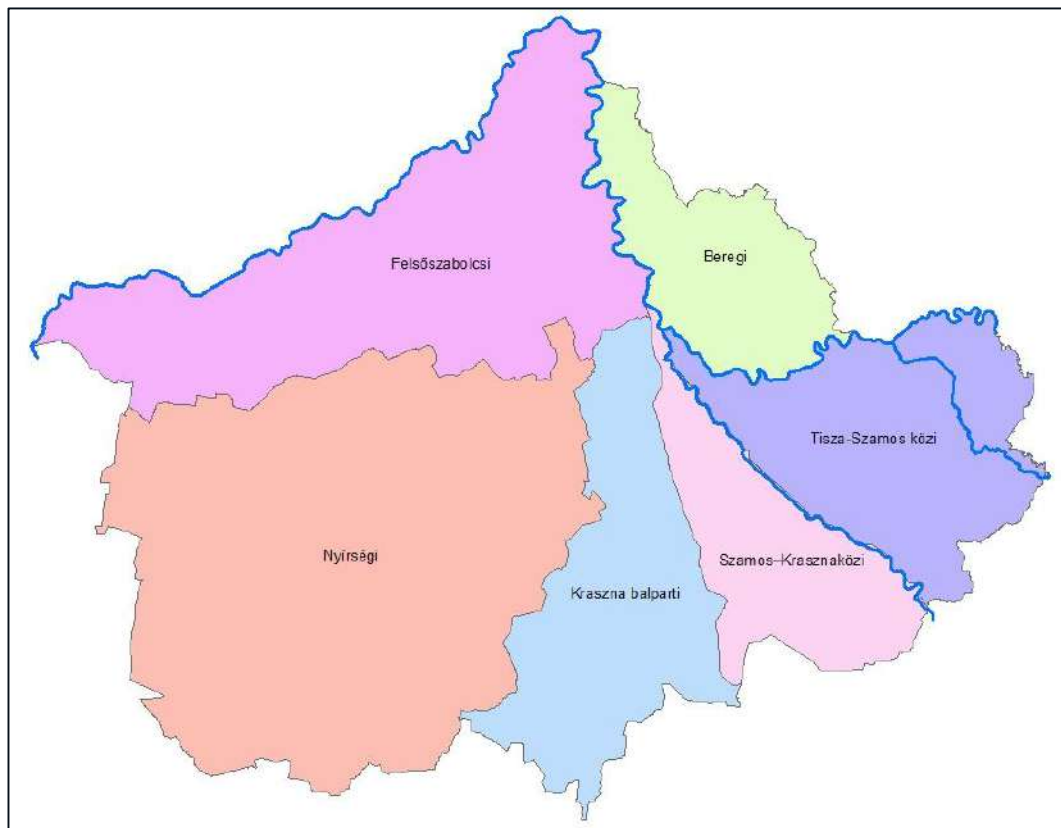 Felsőszabolcsi
Beregi
Tisza-Szamos közi
Nyírségi
Szamos–Krasznaközi
Kraszna balparti